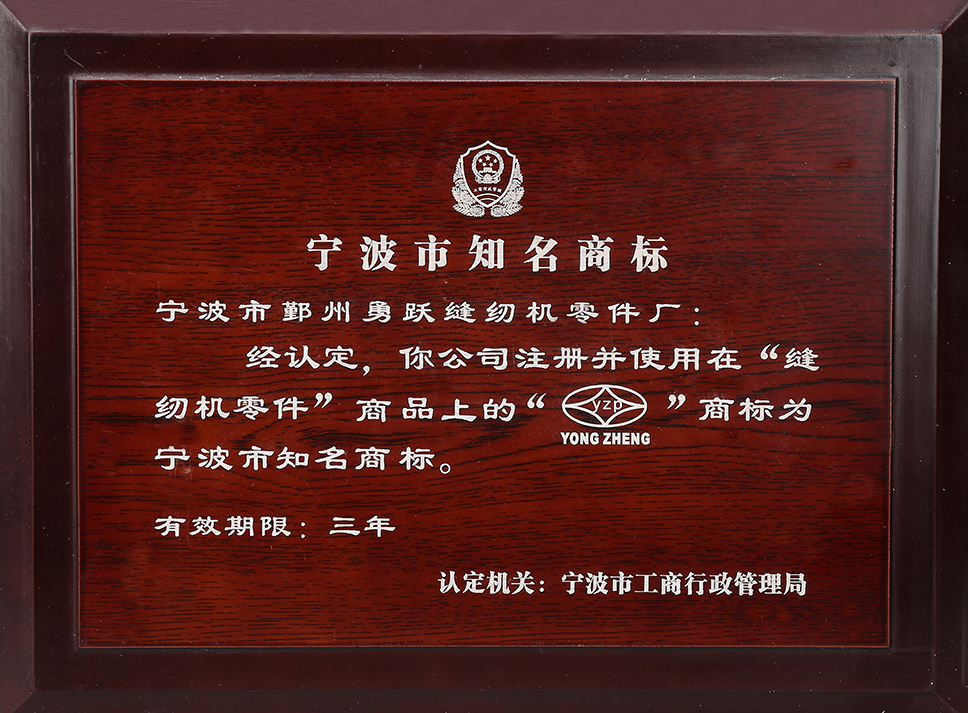 宁波市知名商标
宁波市鄞州勇跃缝纫机零件厂：
经认定，你公司注册并使用在“缝
纫机零件”商品上的“yzp”商标为
YONG ZHENG
宁波市知名商标。
有效期限：三年
认定机关：宁波市工商行政管理局